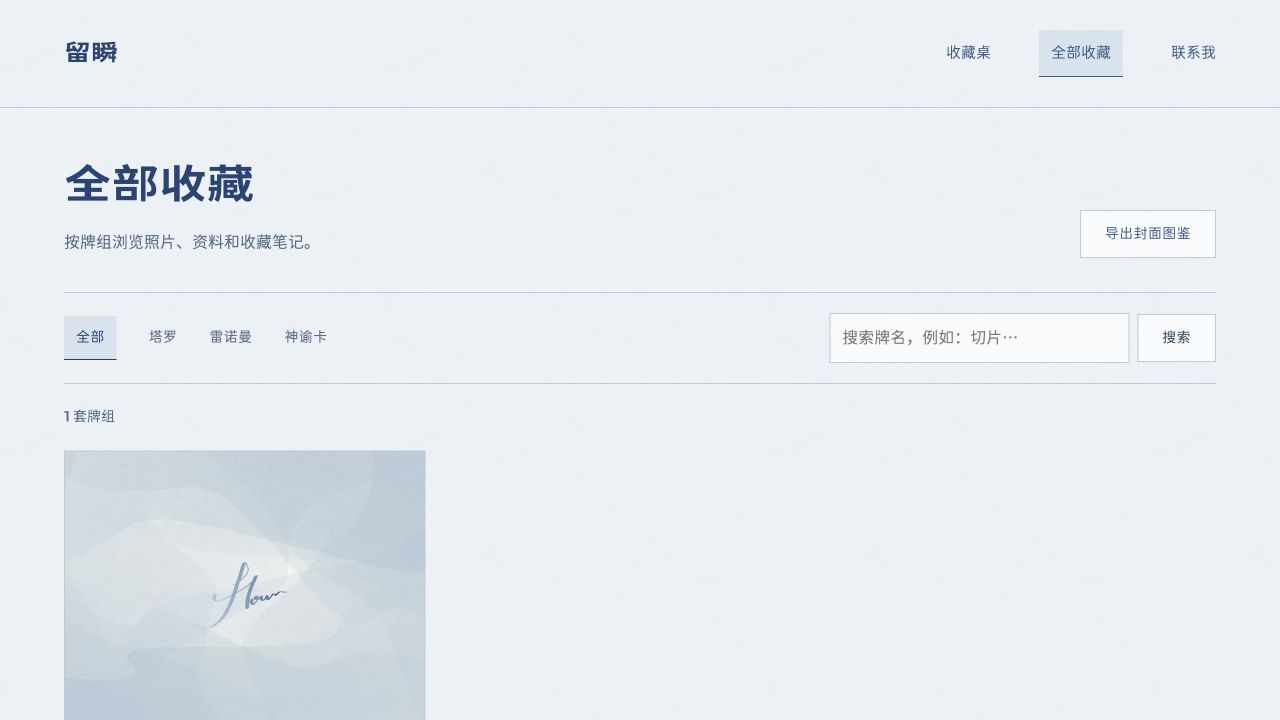 留瞬
收藏桌
全部收藏
联系我
全部收藏
按牌组浏览照片、资料和收藏笔记。
导出封面图鉴
全部
塔罗
雷诺曼
神谕卡
搜索牌名，例如：切片…
搜索
1 套牌组